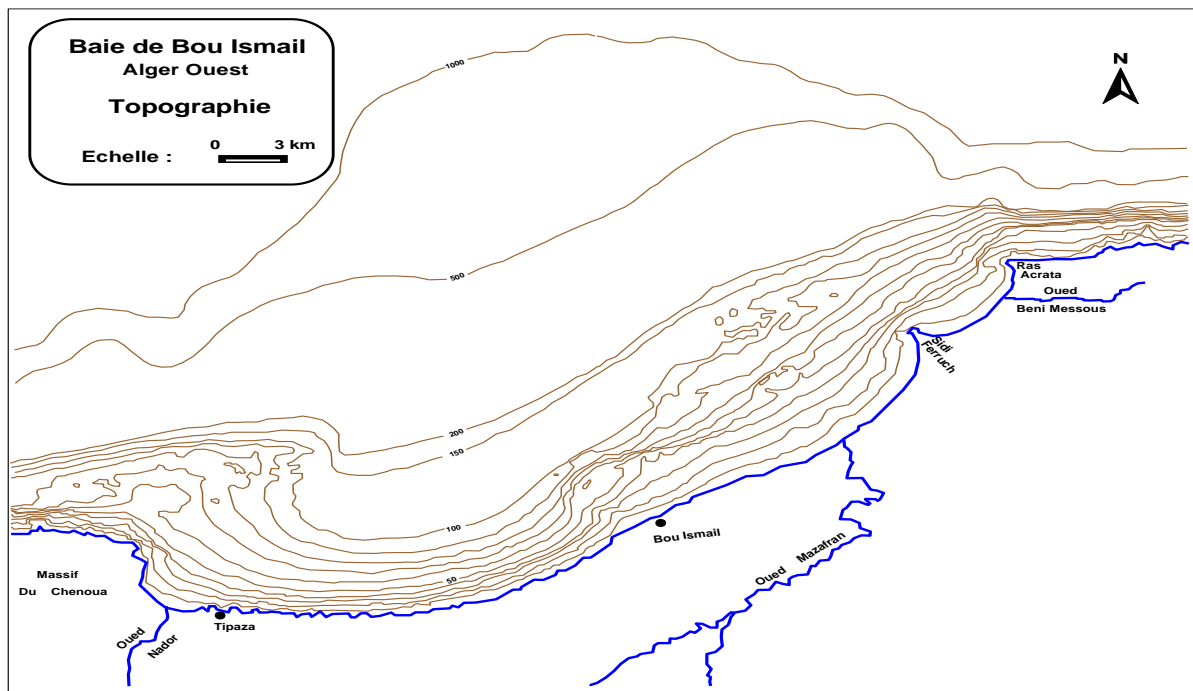 Baie de Bou Ismail
Alger Ouest
Topographie
Echelle :
0 3 km
N
1000
500
200
150
100
50
Ras
Acrata
Oued
Beni Messous
Sidi
Ferruch
Bou Ismail
Oued Mazafran
Massif
Du Chenoua
Oued
Nador
Tipaza